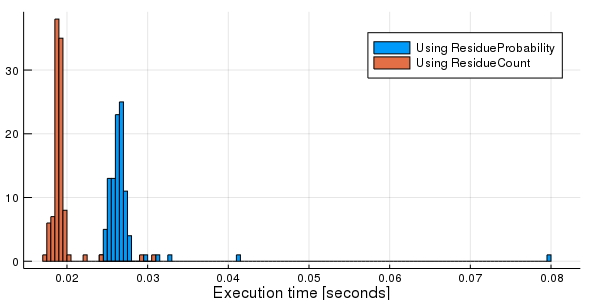 Using ResidueProbability
Using ResidueCount
30
20
10
0
0.02 0.03 0.04 0.05 0.06 0.07 0.08
Execution time [seconds]